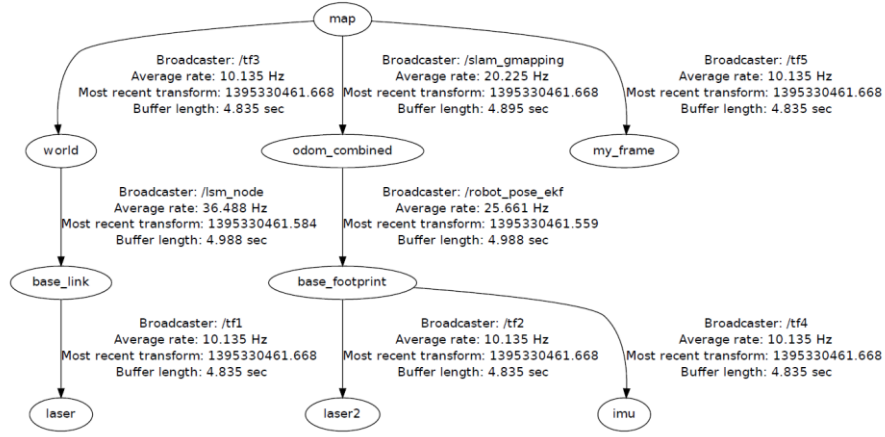 map
Broadcaster: /tf3
Average rate: 10.135 Hz
Most recent transform: 1395330461.668
Buffer length: 4.835 sec
Broadcaster: /slam_gmapping
Average rate: 20.225 Hz
Most recent transform: 1395330461.668
Buffer length: 4.895 sec
Broadcaster: /tf5
Average rate: 10.135 Hz
Most recent transform: 1395330461.668
Buffer length: 4.835 sec
world
odom_combined
my_frame
Broadcaster: /lsm_node
Average rate: 36.488 Hz
Most recent transform: 1395330461.584
Buffer length: 4.988 sec
Broadcaster: /robot_pose_ekf
Average rate: 25.661 Hz
Most recent transform: 1395330461.559
Buffer length: 4.988 sec
base_link
base_footprint
Broadcaster: /tf1
Average rate: 10.135 Hz
Most recent transform: 1395330461.668
Buffer length: 4.835 sec
Broadcaster: /tf2
Average rate: 10.135 Hz
Most recent transform: 1395330461.668
Buffer length: 4.835 sec
Broadcaster: /tf4
Average rate: 10.135 Hz
Most recent transform: 1395330461.668
Buffer length: 4.835 sec
laser
laser2
imu